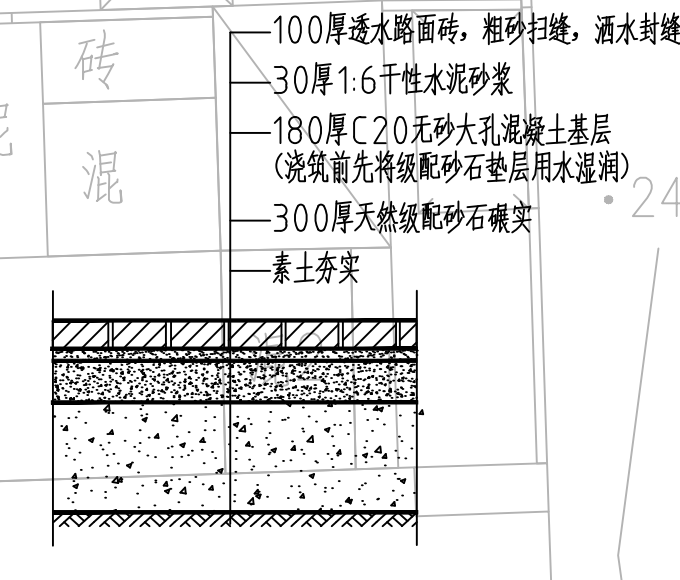 100厚透水路面砖，粗砂扫缝，洒水封缝
30厚1:6干性水泥砂浆
180厚C20无砂大孔混凝土基层
(浇筑前先将级配砂石垫层用水湿润)
300厚天然级配砂石碾实
素土夯实
砖
混
24